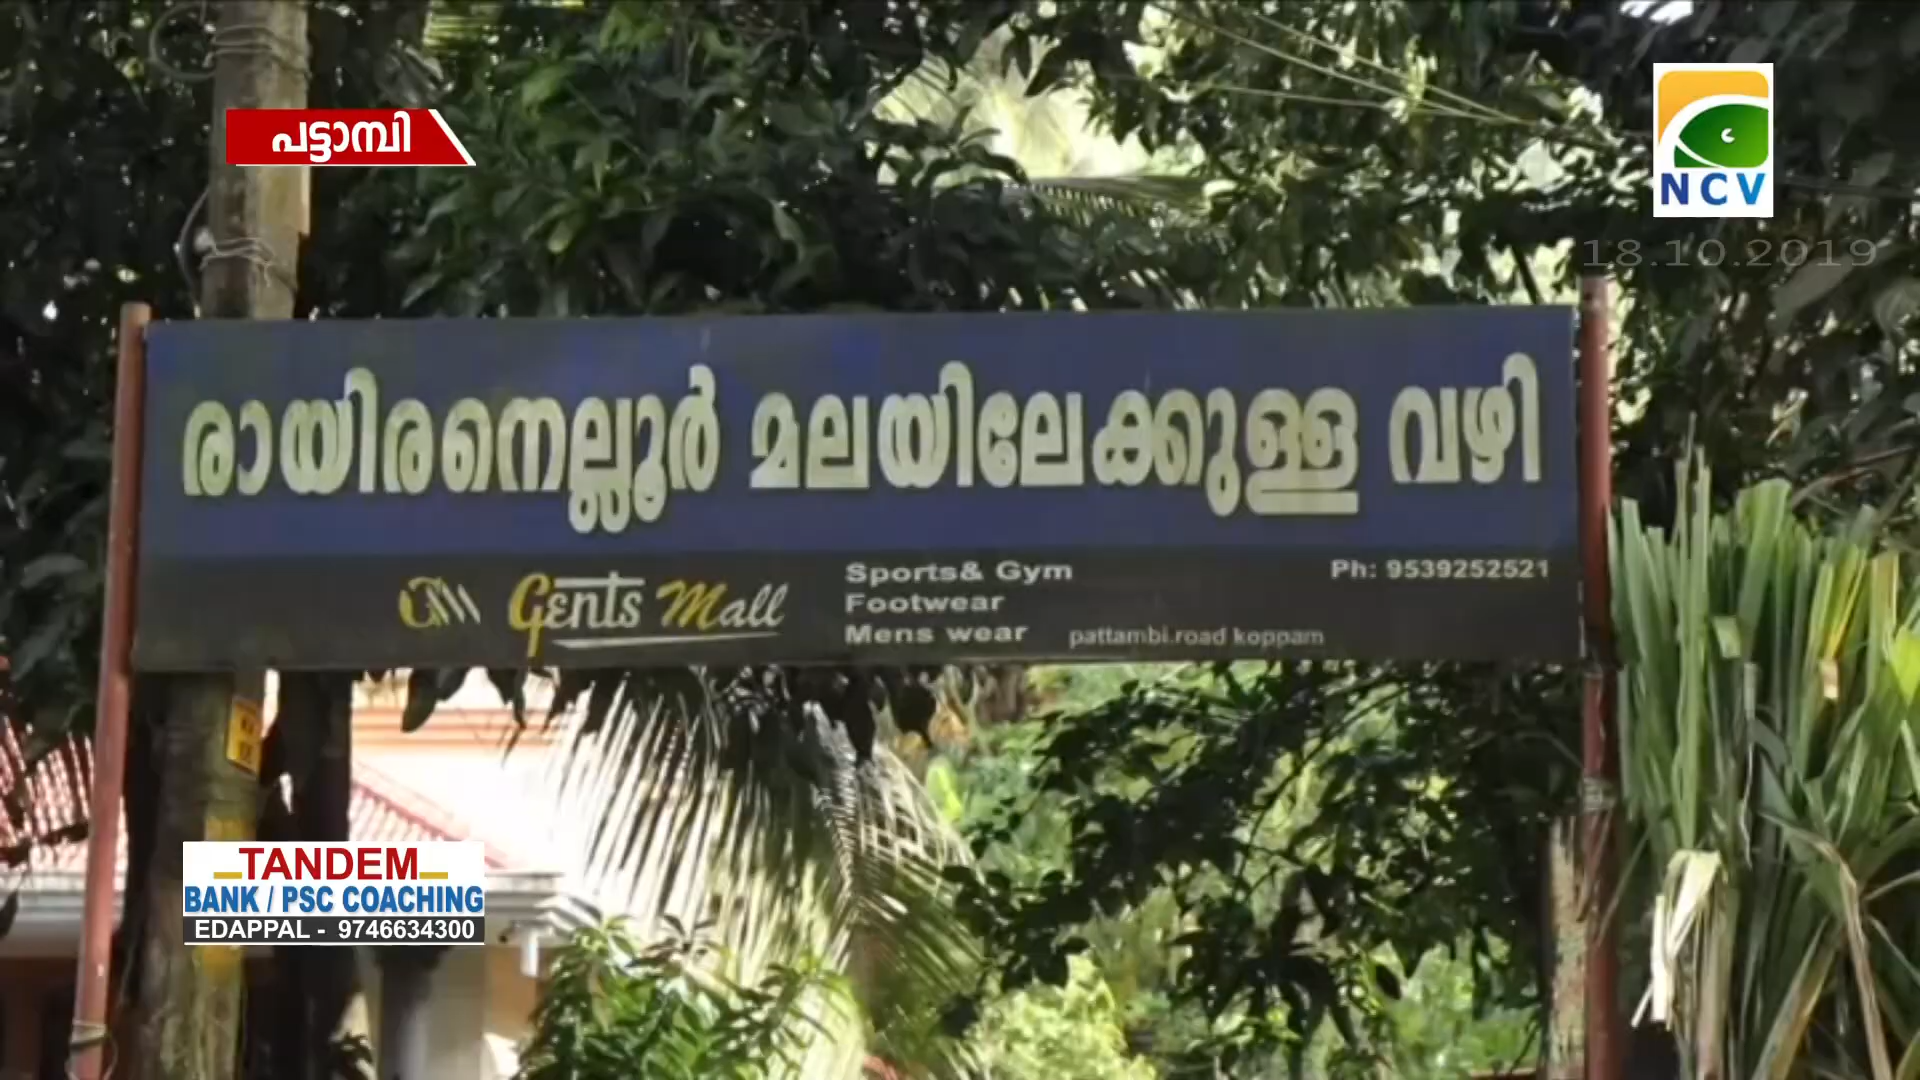 പട്ടാമ്പി
NCV
18.10.2019
രായിരനെല്ലൂർ മലയിലേക്കുള്ള വഴി
GM Gents Mall
Sports& Gym
Footwear
Mens wear
pattambi.road koppam
Ph: 9539252521
TANDEM
BANK / PSC COACHING
EDAPPAL - 9746634300